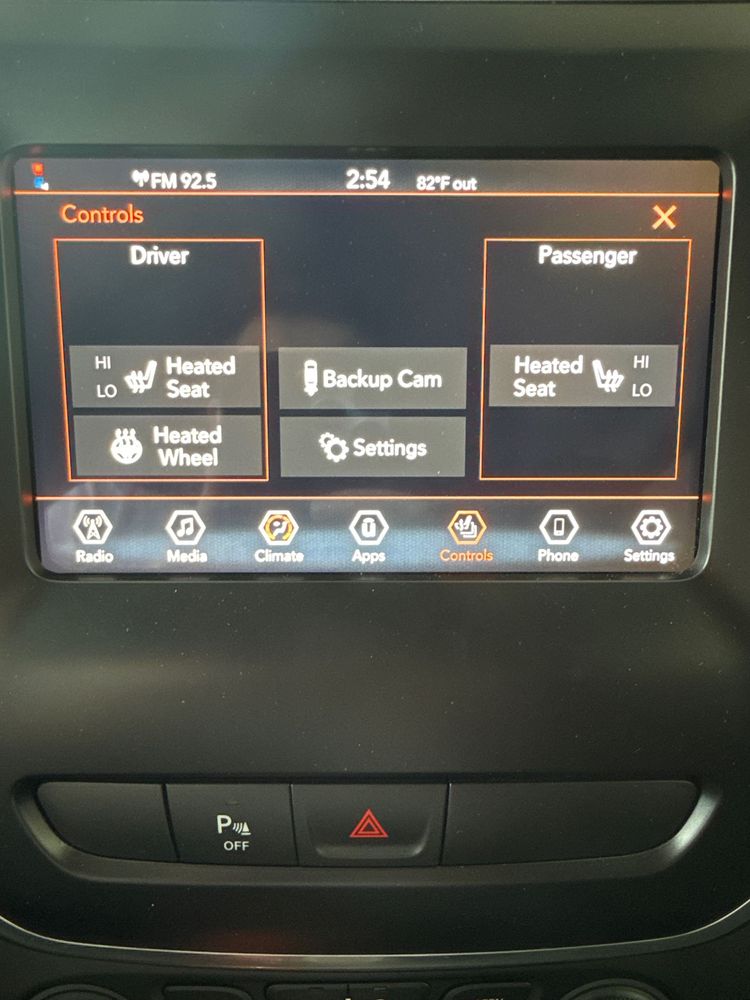 FM 92.5 2:54 82°F out
Controls
Driver
Passenger
HI
LO
Heated
Seat
Backup Cam
Heated
Seat
HI
LO
Heated
Wheel
Settings
Radio Media Climate Apps Controls Phone Settings
P
OFF